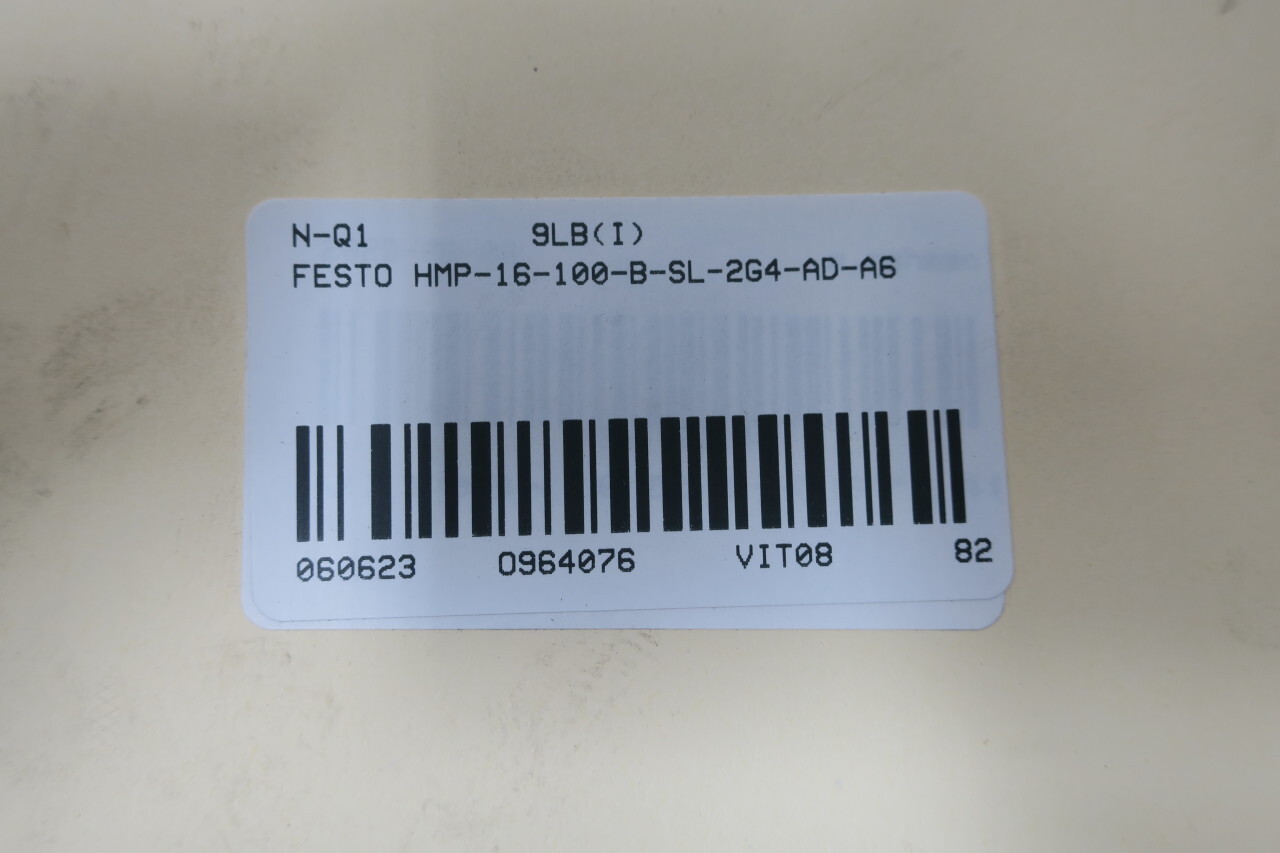 N-Q1 9LB(I)
FESTO HMP-16-100-B-SL-2G4-AD-A6
060623 0964076 VIT08 82